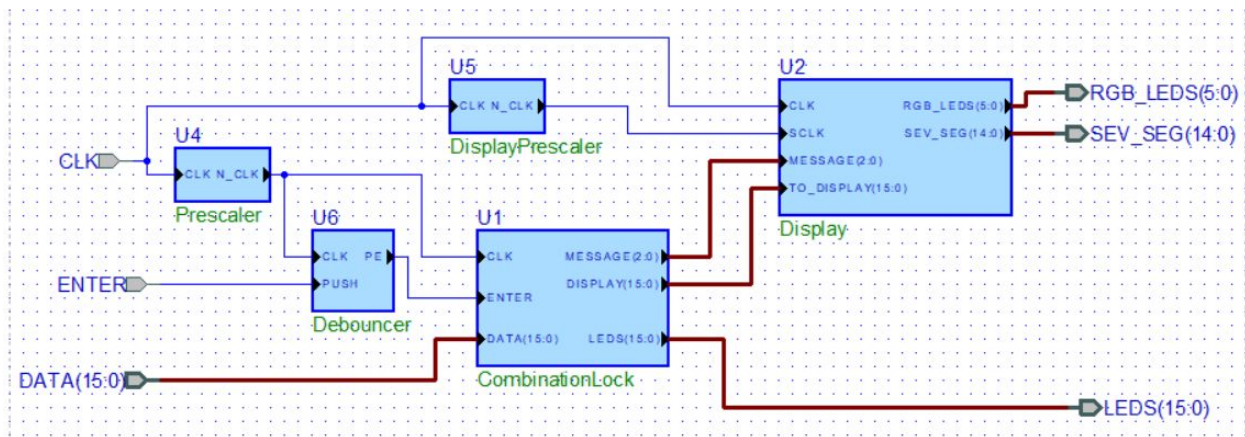 U5
U2
CLK N_CLK
CLK
RGB_LEDS(5:0)
RGB_LEDS(5:0)
U4
SCLK
SEV_SEG(14:0)
SEV_SEG(14:0)
DisplayPrescaler
CLK
MESSAGE(2:0)
CLK N_CLK
TO_DISPLAY(15:0)
Prescaler
U6
U1
Display
CLK PE
CLK
MESSAGE(2:0)
ENTER
PUSH
DISPLAY(15:0)
ENTER
Debouncer
DATA(15:0)
LEDS(15:0)
DATA(15:0)
CombinationLock
LEDS(15:0)